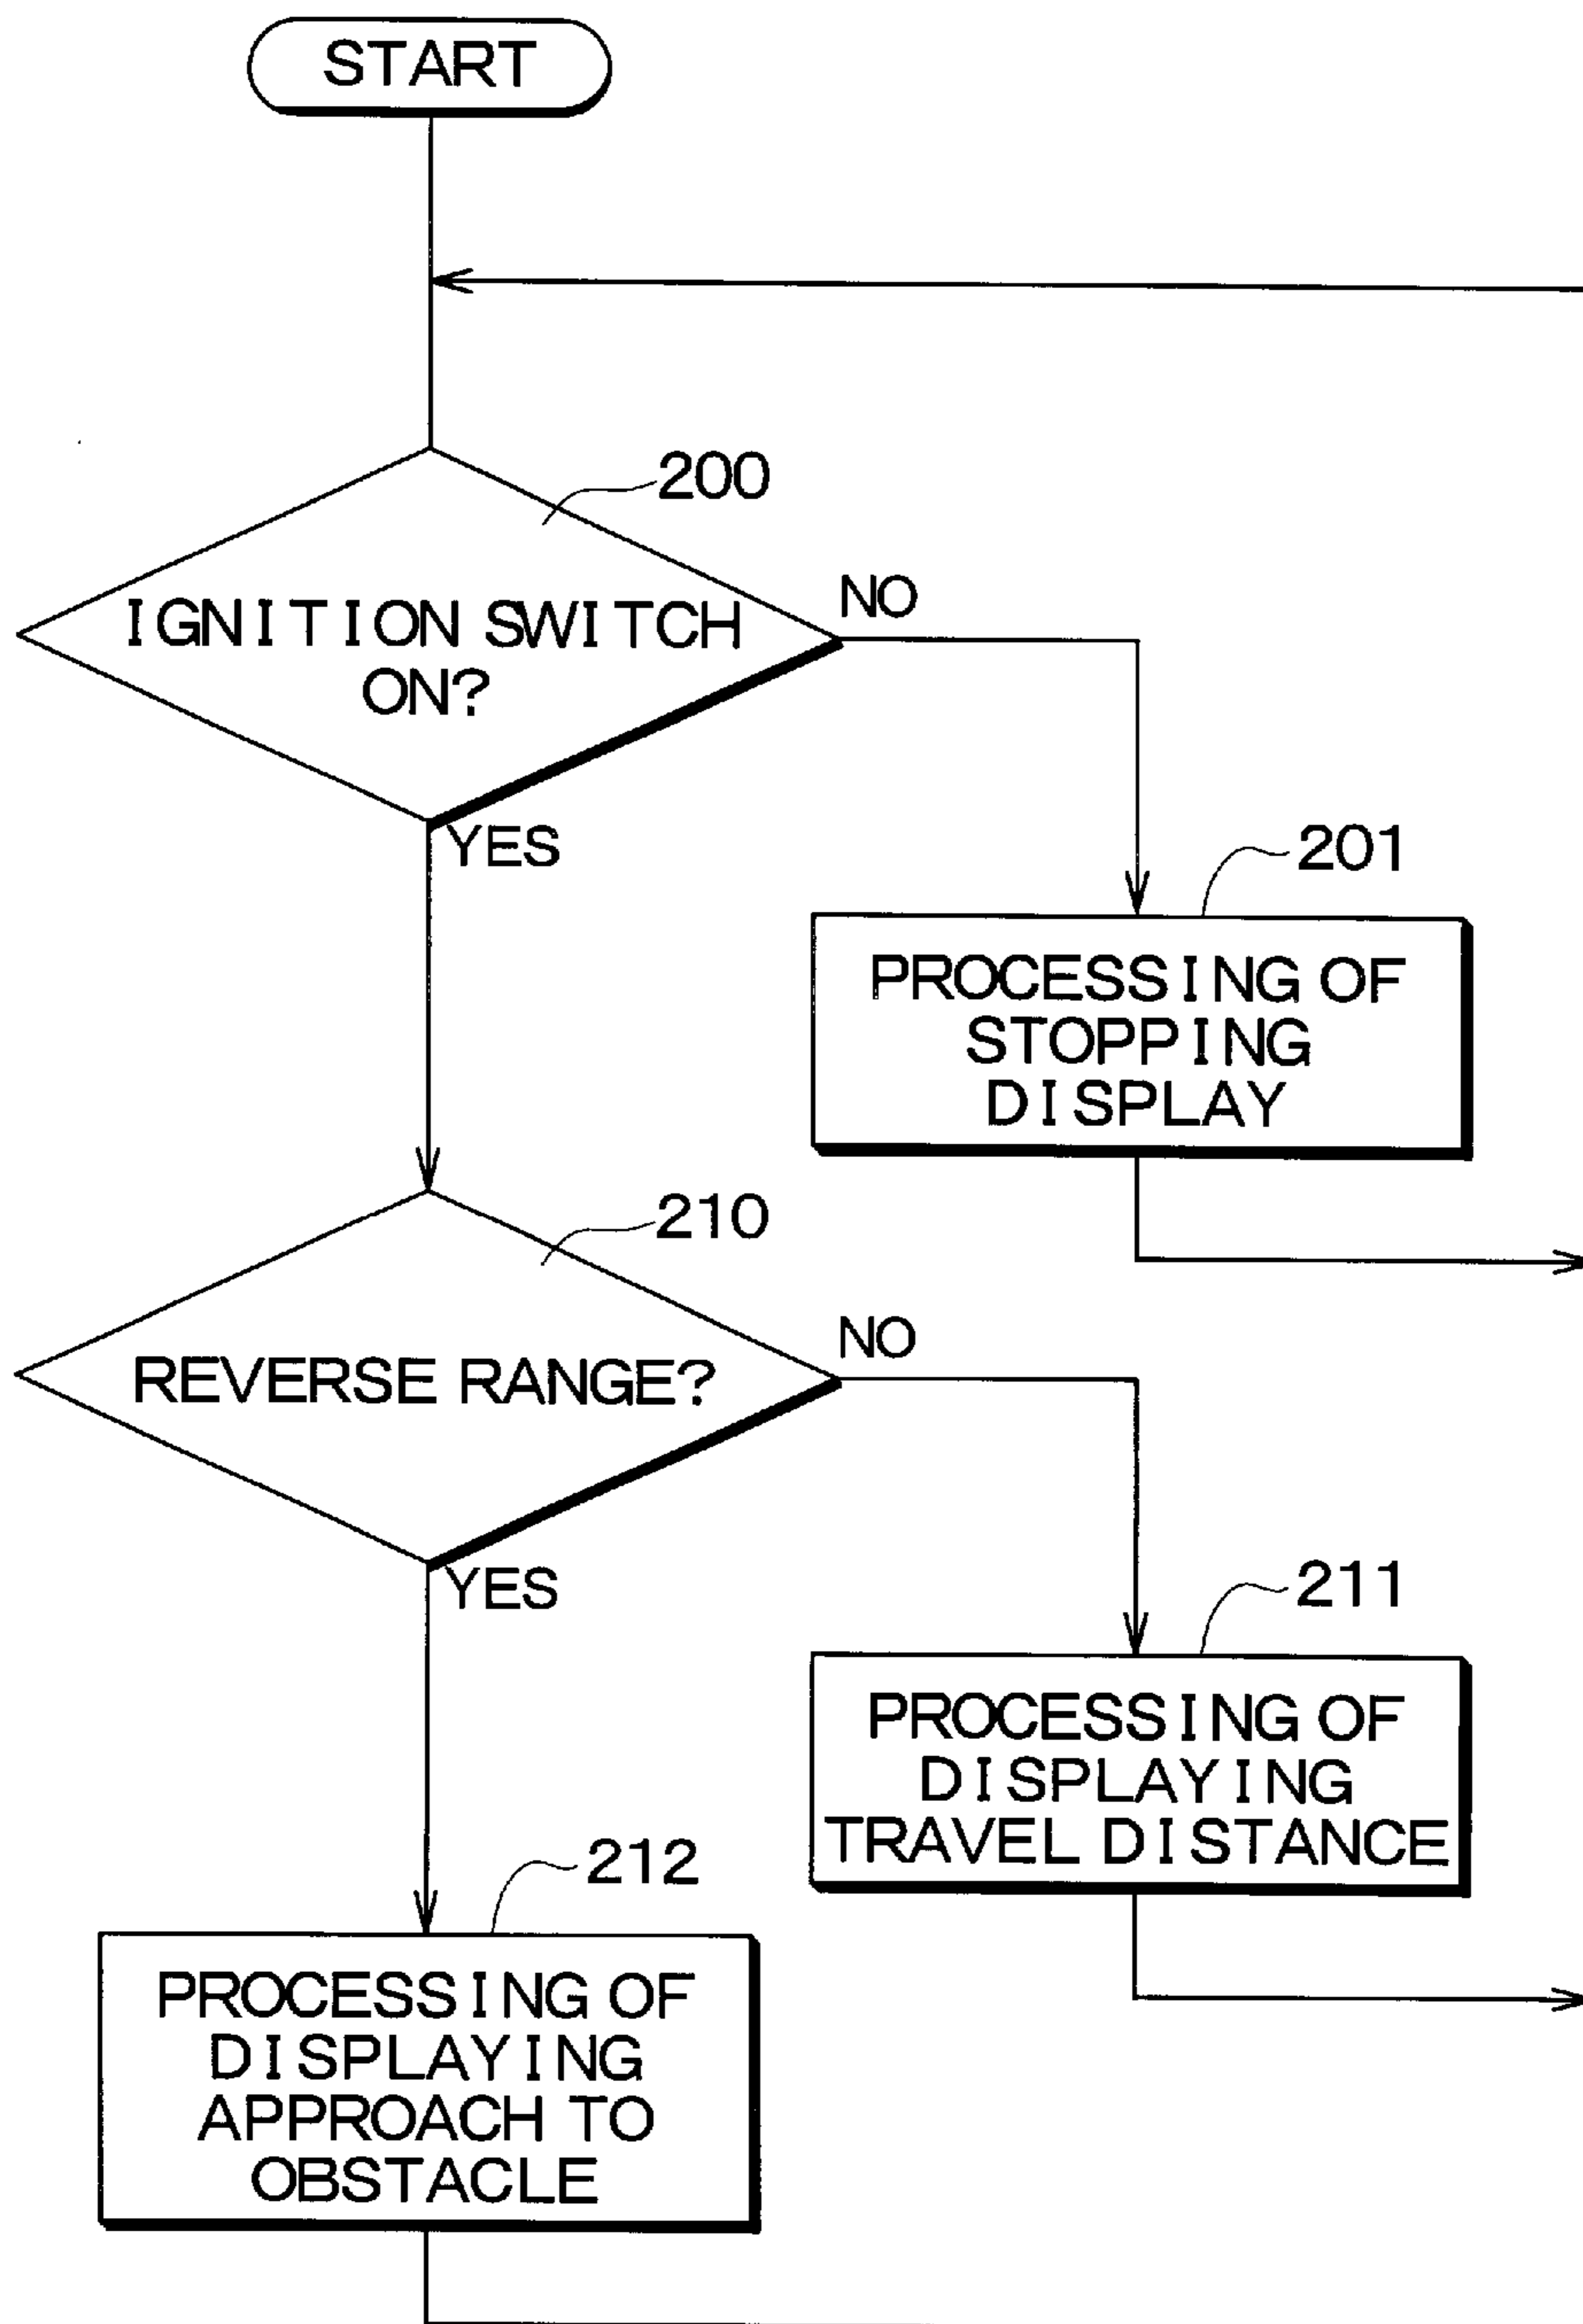 START
200
IGNITION SWITCH
ON?
NO
YES
201
PROCESSING OF
STOPPING
DISPLAY
210
REVERSE RANGE?
NO
YES
211
PROCESSING OF
DISPLAYING
TRAVEL DISTANCE
212
PROCESSING OF
DISPLAYING
APPROACH TO
OBSTACLE